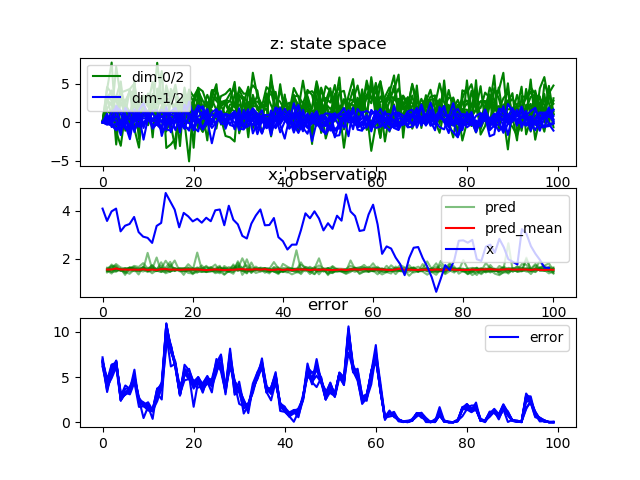 z: state space
dim-0/2
dim-1/2
5
0
−5
0 20 40 60 80 100
x: observation
pred
pred_mean
x
4
2
0 20 40 60 80 100
error
error
10
5
0
0 20 40 60 80 100